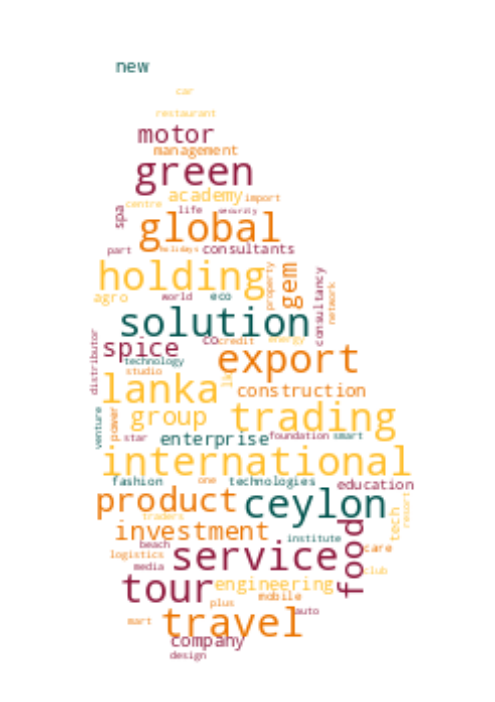 new
car
restaurant
motor
management
green
academy import
centre life security
spa
global
part holidays consultants
holding
property
gem
consultancy
network
agro world eco
solution
spice co credit energy
distributor
technology
export
studio
lanka lk construction
venture
power
group trading
star enterprise foundation smart
international
fashion one technologies education
product ceylon
resort
tech
traders
investment institute
food
beach service care
logistics
media club
tour engineering
mobile
plus auto
mart travel
company
design